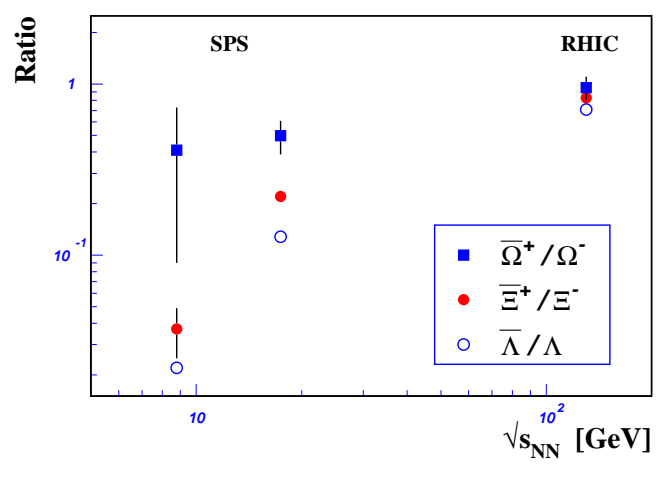 Ratio
SPS RHIC
1
10⁻¹
Ω̅⁺/Ω⁻
Ξ̅⁺/Ξ⁻
Λ̅/Λ
10 10²
√s_NN [GeV]